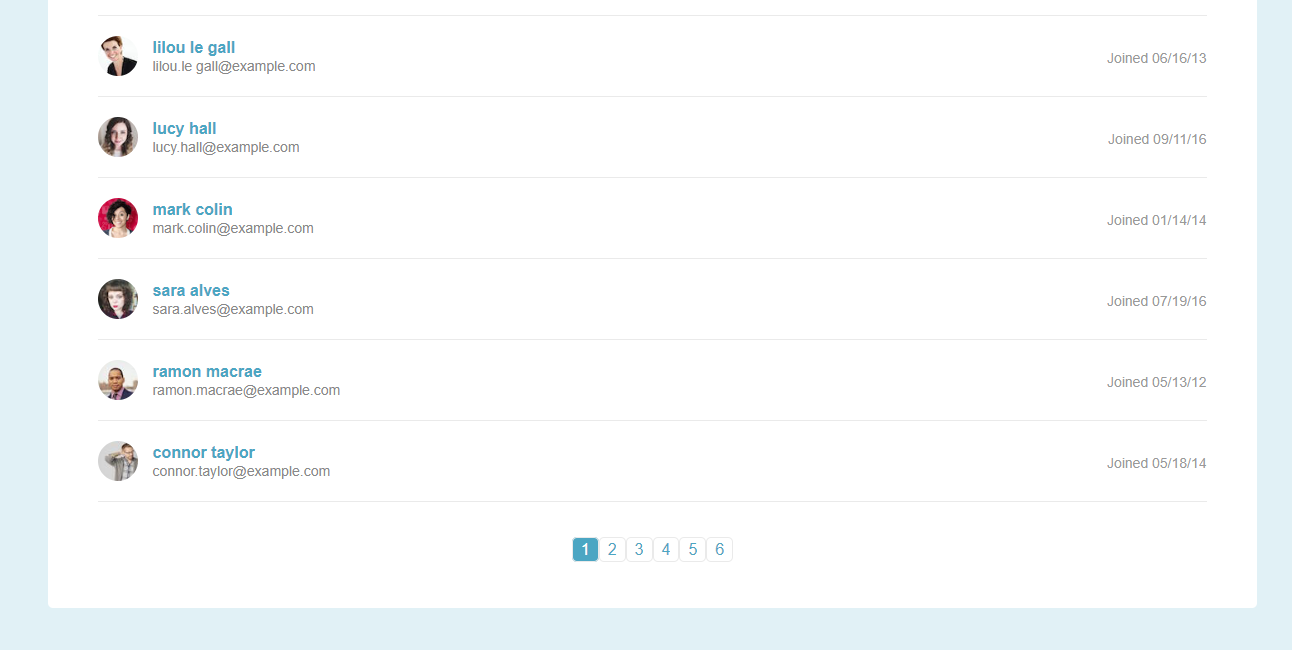 lilou le gall
lilou.le gall@example.com
Joined 06/16/13
lucy hall
lucy.hall@example.com
Joined 09/11/16
mark colin
mark.colin@example.com
Joined 01/14/14
sara alves
sara.alves@example.com
Joined 07/19/16
ramon macrae
ramon.macrae@example.com
Joined 05/13/12
connor taylor
connor.taylor@example.com
Joined 05/18/14
1 2 3 4 5 6